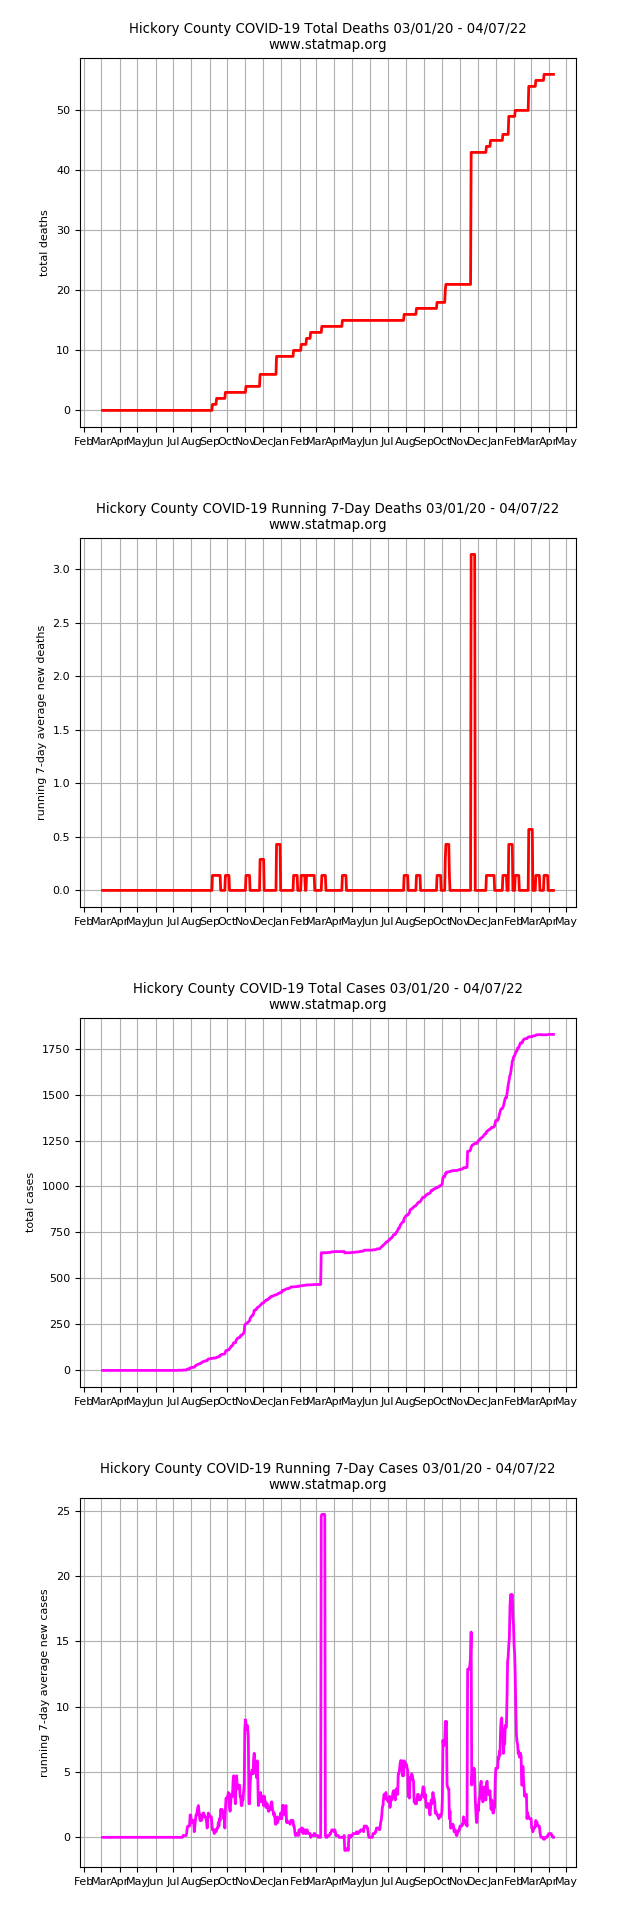 Hickory County COVID-19 Total Deaths 03/01/20 - 04/07/22
www.statmap.org
50
40
30
20
10
0
total deaths
Feb Mar Apr May Jun Jul Aug Sep Oct Nov Dec Jan Feb Mar Apr May Jun Jul Aug Sep Oct Nov Dec Jan Feb Mar Apr May
Hickory County COVID-19 Running 7-Day Deaths 03/01/20 - 04/07/22
www.statmap.org
3.0
2.5
2.0
1.5
1.0
0.5
0.0
running 7-day average new deaths
Feb Mar Apr May Jun Jul Aug Sep Oct Nov Dec Jan Feb Mar Apr May Jun Jul Aug Sep Oct Nov Dec Jan Feb Mar Apr May
Hickory County COVID-19 Total Cases 03/01/20 - 04/07/22
www.statmap.org
1750
1500
1250
1000
750
500
250
0
total cases
Feb Mar Apr May Jun Jul Aug Sep Oct Nov Dec Jan Feb Mar Apr May Jun Jul Aug Sep Oct Nov Dec Jan Feb Mar Apr May
Hickory County COVID-19 Running 7-Day Cases 03/01/20 - 04/07/22
www.statmap.org
25
20
15
10
5
0
running 7-day average new cases
Feb Mar Apr May Jun Jul Aug Sep Oct Nov Dec Jan Feb Mar Apr May Jun Jul Aug Sep Oct Nov Dec Jan Feb Mar Apr May